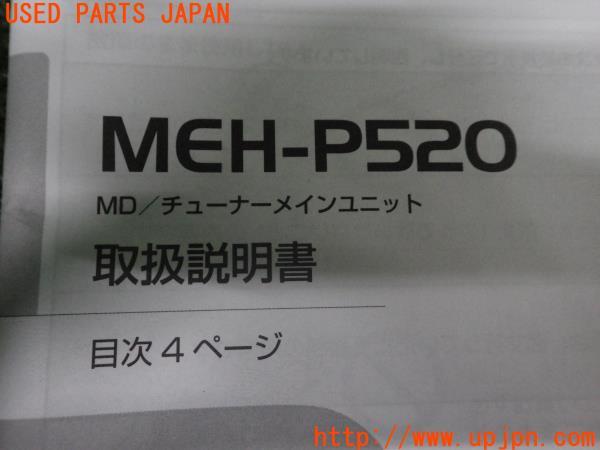 USED PARTS JAPAN
MEH-P520
MD/チューナーメインユニット
取扱説明書
目次4ページ
http://www.upjpn.com/